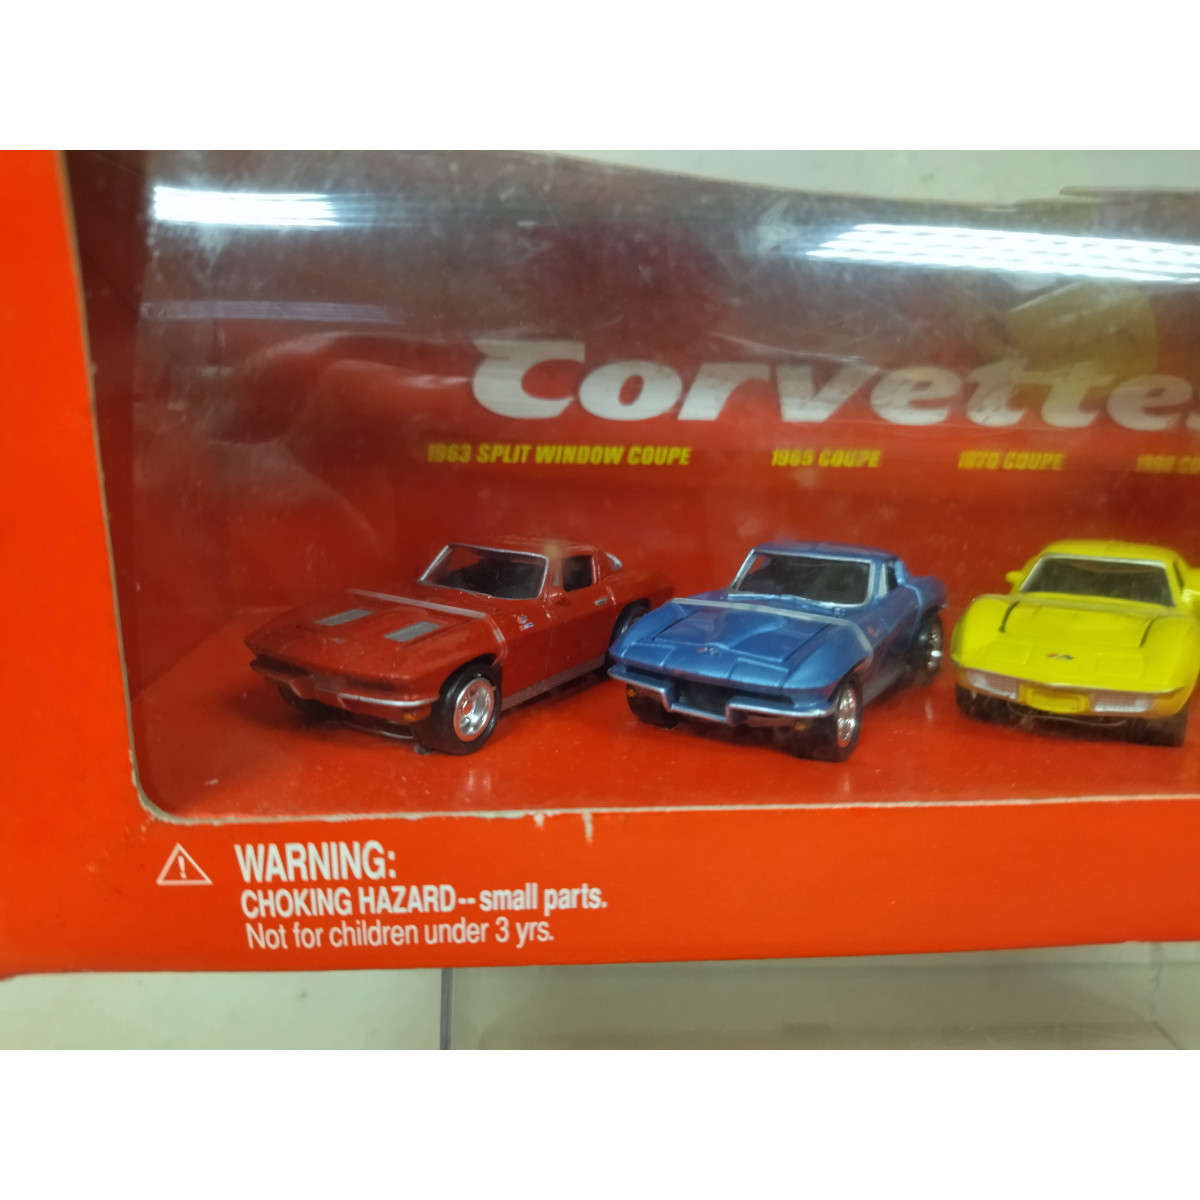 Corvette
1963 SPLIT WINDOW COUPE 1965 COUPE 1970 COUPE
WARNING:
CHOKING HAZARD--small parts.
Not for children under 3 yrs.